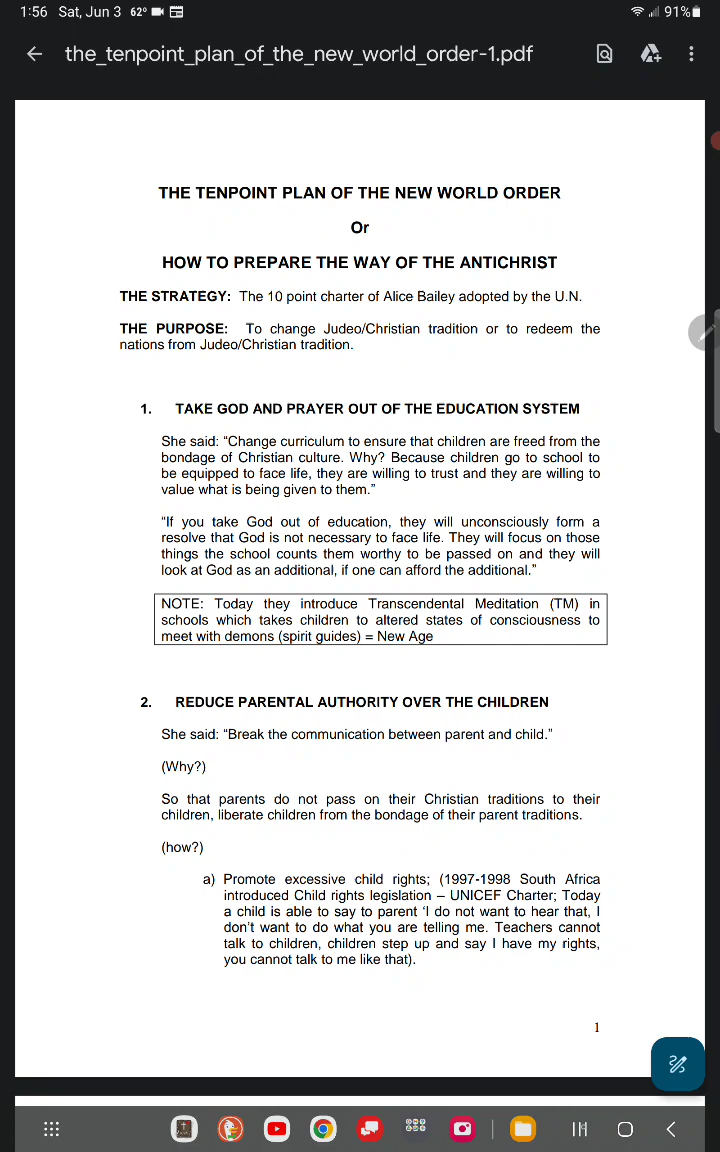 1:56 Sat, Jun 3 62° 91%
the_tenpoint_plan_of_the_new_world_order-1.pdf
THE TENPOINT PLAN OF THE NEW WORLD ORDER
Or
HOW TO PREPARE THE WAY OF THE ANTICHRIST
THE STRATEGY: The 10 point charter of Alice Bailey adopted by the U.N.
THE PURPOSE: To change Judeo/Christian tradition or to redeem the
nations from Judeo/Christian tradition.
1. TAKE GOD AND PRAYER OUT OF THE EDUCATION SYSTEM
She said: “Change curriculum to ensure that children are freed from the
bondage of Christian culture. Why? Because children go to school to
be equipped to face life, they are willing to trust and they are willing to
value what is being given to them.”
“If you take God out of education, they will unconsciously form a
resolve that God is not necessary to face life. They will focus on those
things the school counts them worthy to be passed on and they will
look at God as an additional, if one can afford the additional.”
NOTE: Today they introduce Transcendental Meditation (TM) in
schools which takes children to altered states of consciousness to
meet with demons (spirit guides) = New Age
2. REDUCE PARENTAL AUTHORITY OVER THE CHILDREN
She said: “Break the communication between parent and child.”
(Why?)
So that parents do not pass on their Christian traditions to their
children, liberate children from the bondage of their parent traditions.
(how?)
a) Promote excessive child rights; (1997-1998 South Africa
introduced Child rights legislation – UNICEF Charter; Today
a child is able to say to parent ‘I do not want to hear that, I
don’t want to do what you are telling me. Teachers cannot
talk to children, children step up and say I have my rights,
you cannot talk to me like that).
1